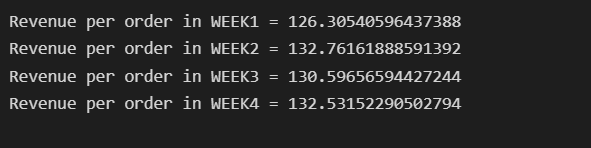 Revenue per order in WEEK1 = 126.30540596437388
Revenue per order in WEEK2 = 132.76161888591392
Revenue per order in WEEK3 = 130.59656594427244
Revenue per order in WEEK4 = 132.53152290502794